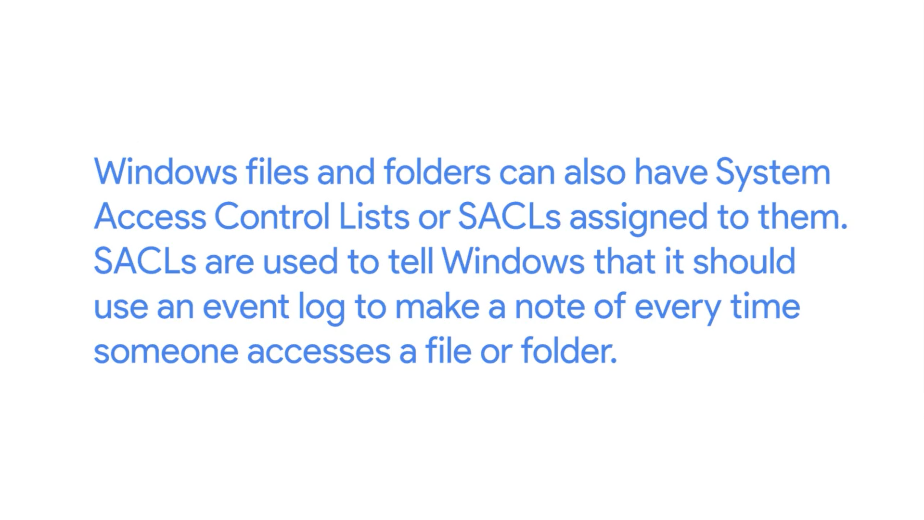 Windows files and folders can also have System
Access Control Lists or SACLs assigned to them.
SACLs are used to tell Windows that it should
use an event log to make a note of every time
someone accesses a file or folder.